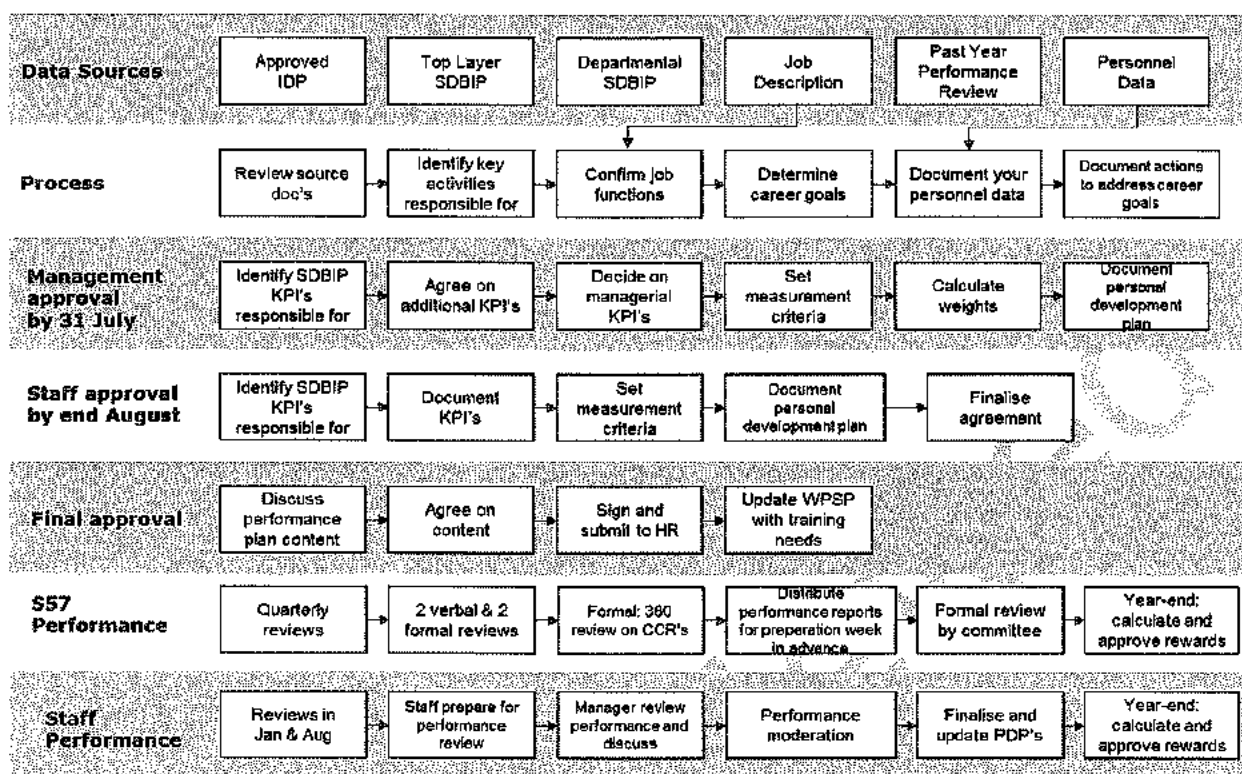 Data Sources
Approved
IDP
Top Layer
SDBIP
Departmental
SDBIP
Job
Description
Past Year
Performance
Review
Personnel
Data
Process
Review source
doc's
Identify key
activities
responsible for
Confirm job
functions
Determine
career goals
Document your
personnel data
Document actions
to address career
goals
Management
approval
by 31 July
Identify SDBIP
KPI's
responsible for
Agree on
additional KPI's
Decide on
managerial
KPI's
Set
measurement
criteria
Calculate
weights
Document
personal
development
plan
Staff approval
by end August
Identify SDBIP
KPI's
responsible for
Document
KPI's
Set
measurement
criteria
Document
personal
development plan
Finalise
agreement
Final approval
Discuss
performance
plan content
Agree on
content
Sign and
submit to HR
Update WPSP
with training
needs
S57
Performance
Quarterly
reviews
2 verbal & 2
formal reviews
Formal: 360
review on CCR's
Distribute
performance reports
for preparation week
in advance
Formal review
by committee
Year-end:
calculate and
approve rewards
Staff
Performance
Reviews in
Jan & Aug
Staff prepare for
performance
review
Manager review
performance and
discuss
Performance
moderation
Finalise and
update PDP's
Year-end:
calculate and
approve rewards